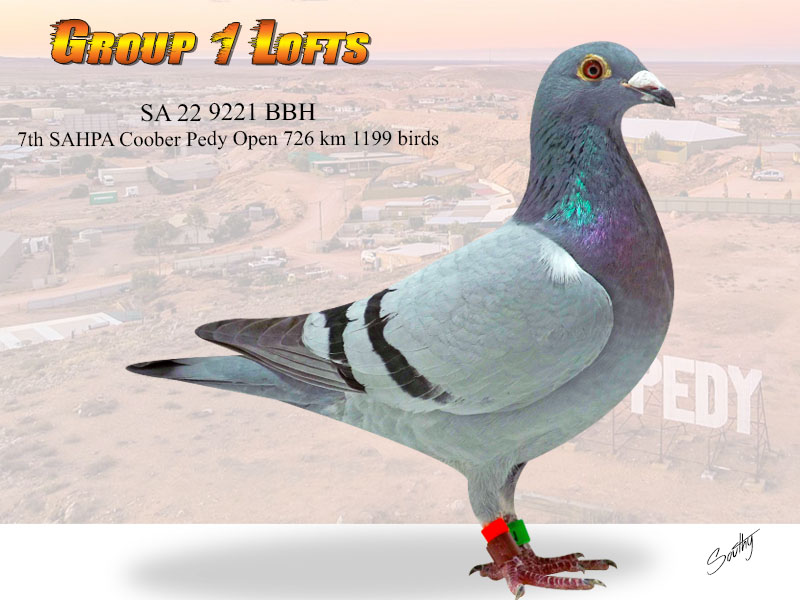 Group 1 Lofts
SA 22 9221 BBH
7th SAHPA Coober Pedy Open 726 km 1199 birds
PEDY
Southy